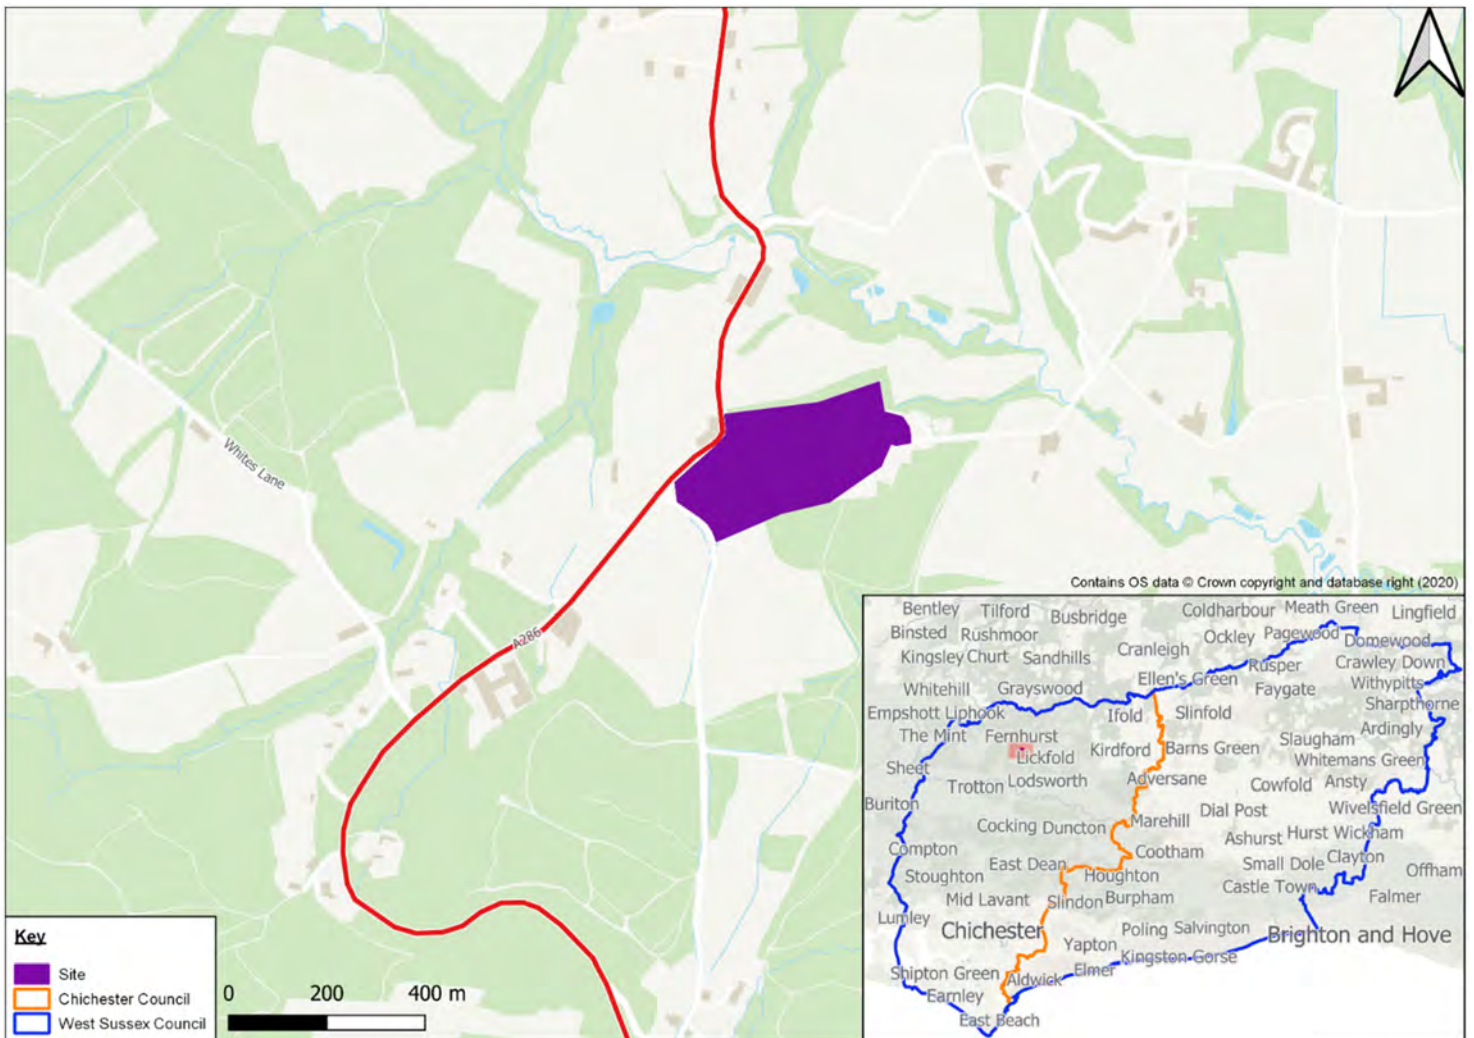 Whites Lane
A286
Contains OS data © Crown copyright and database right (2020)
Bentley Tilford Busbridge Coldharbour Meath Green Lingfield
Binsted Rushmoor Cranleigh Ockley Pagewood Domewood
Kingsley Churt Sandhills Rusper Crawley Down
Whitehill Grayswood Ellen's Green Faygate Withypitts
Empshott Liphook Ifold Slinfold Sharpthorne
The Mint Fernhurst Kirdford Barns Green Slaugham Ardingly
Sheet Lickfold Whitemans Green
Trotton Lodsworth Adversane Cowfold Ansty
Buriton Cocking Duncton Marehill Dial Post Wivelsfield Green
Compton Ashurst Hurst Wickham
Stoughton East Dean Houghton Cootham Small Dole Clayton Offham
Mid Lavant Slindon Burpham Castle Town Falmer
Lumley Chichester Poling Salvington Brighton and Hove
Yapton Kingston Gorse
Shipton Green Aldwick Elmer
Earnley
East Beach
Key
Site
Chichester Council
West Sussex Council
0 200 400 m